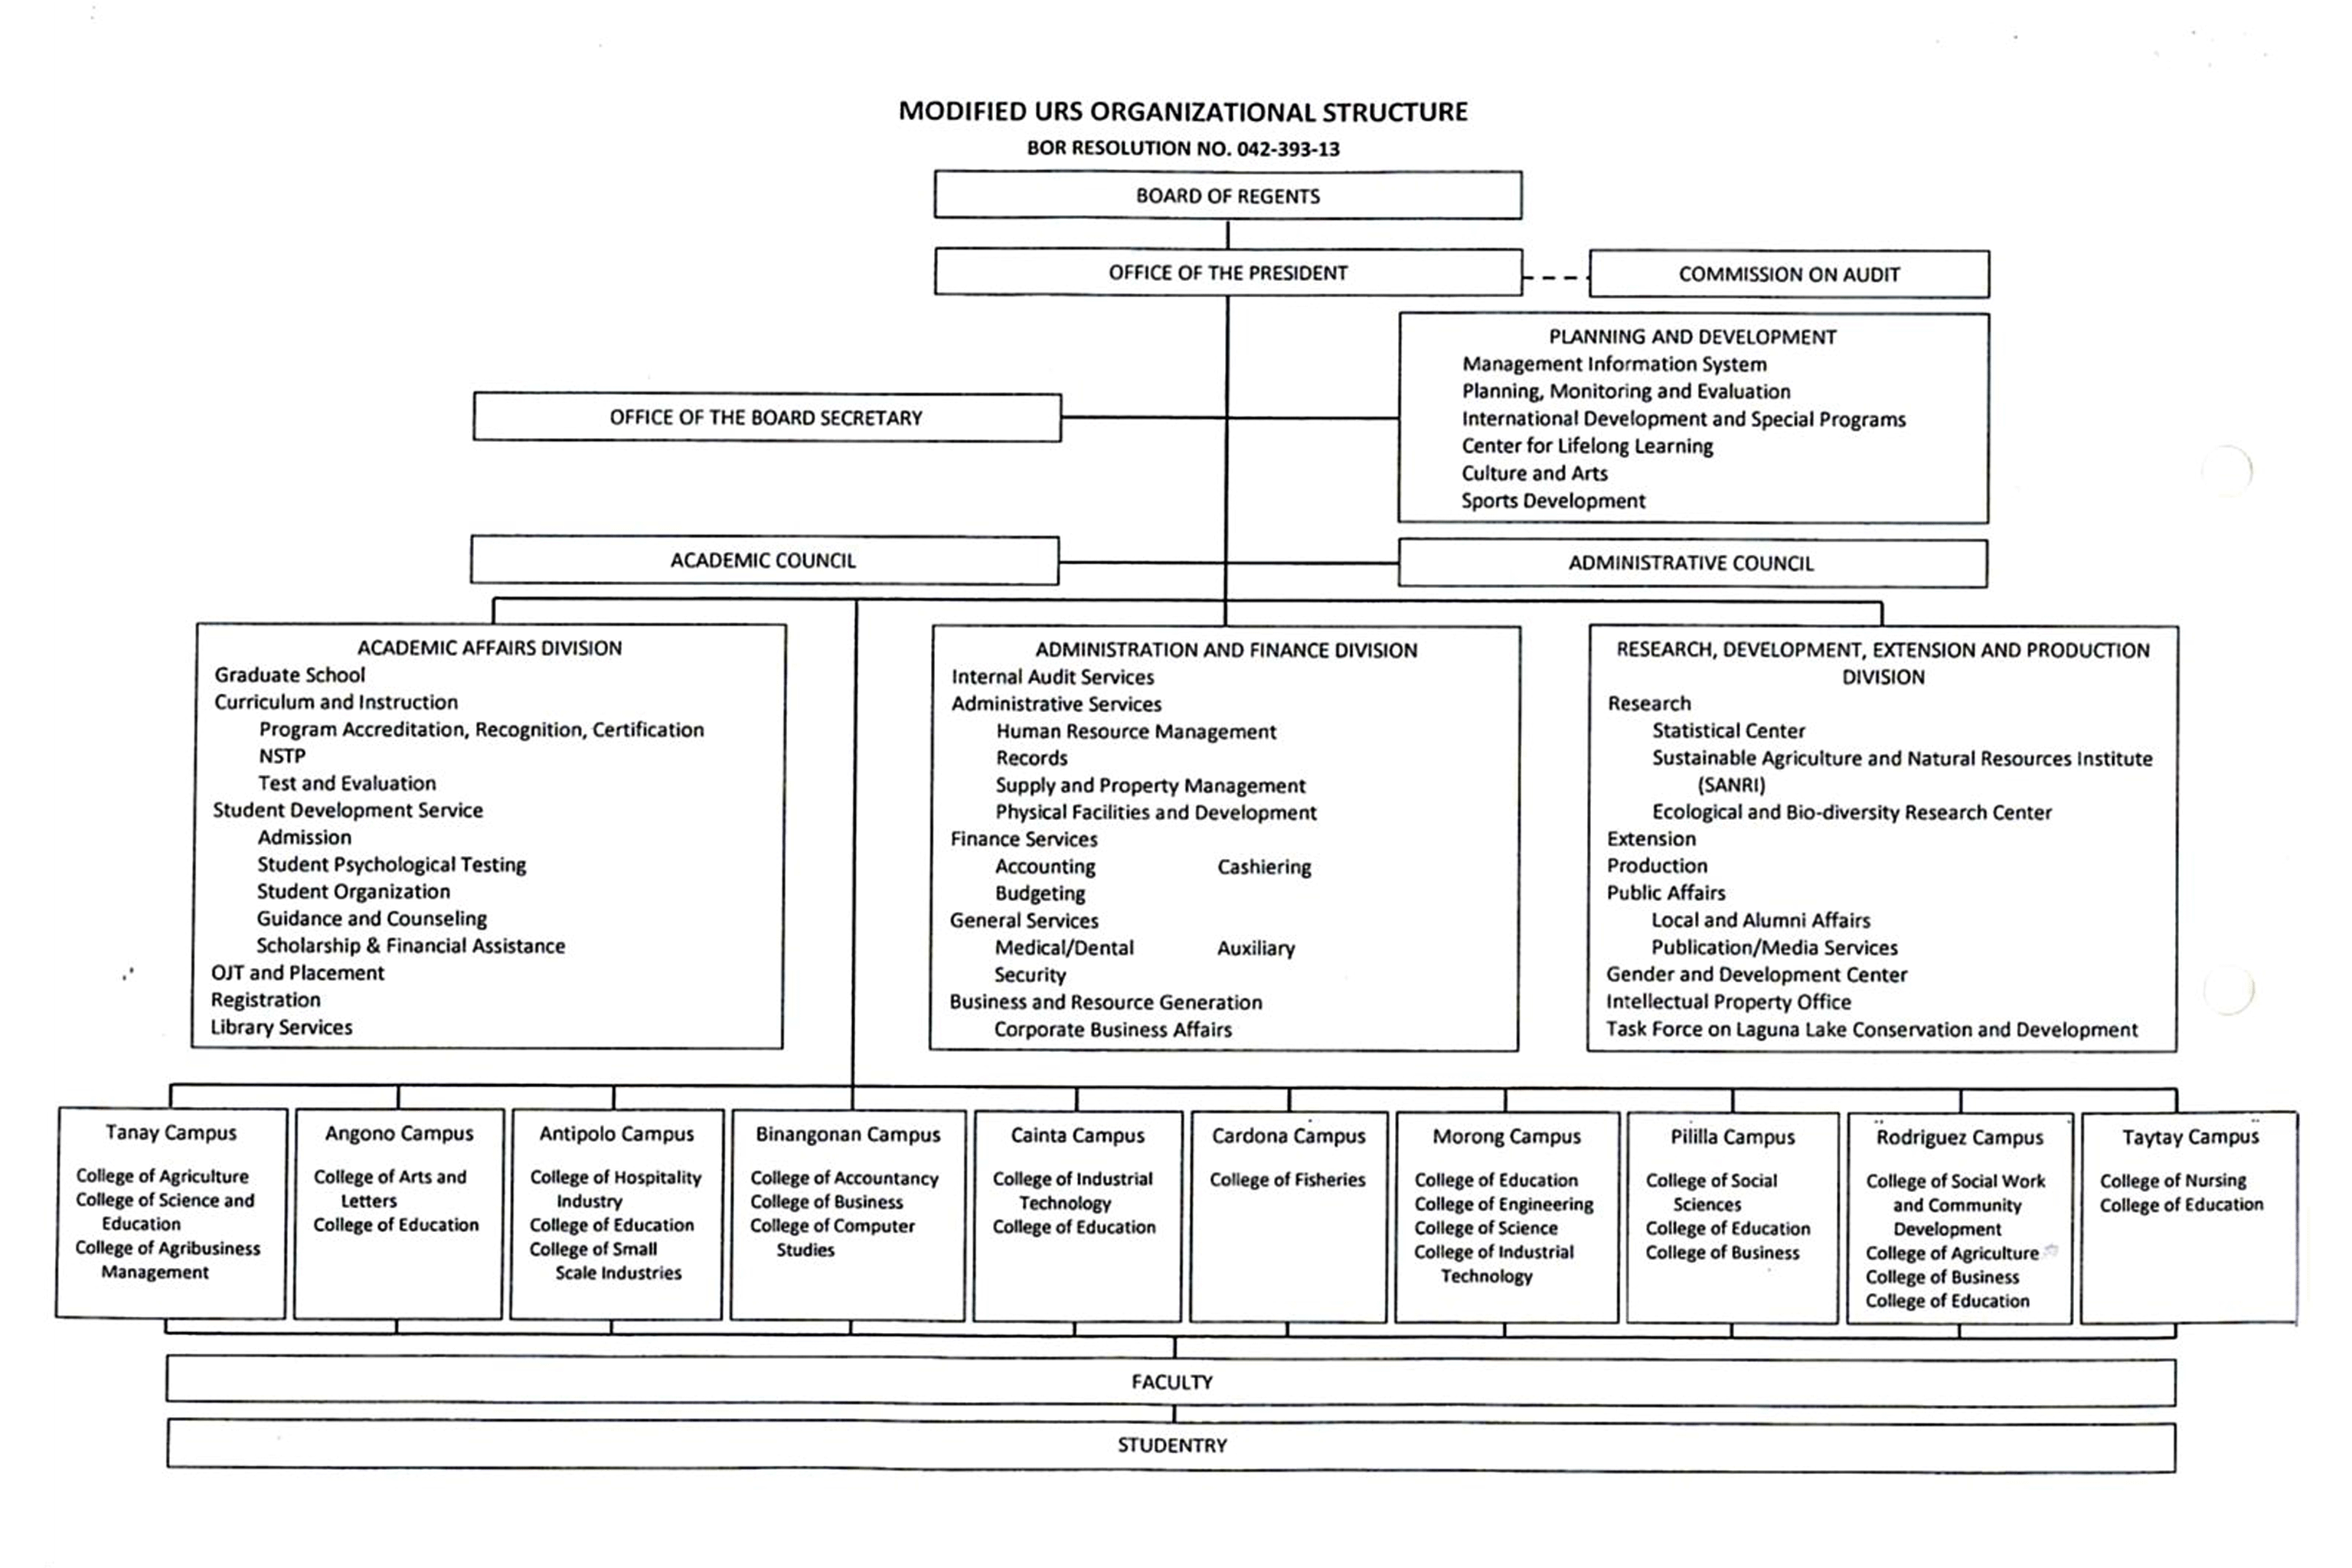 MODIFIED URS ORGANIZATIONAL STRUCTURE
BOR RESOLUTION NO. 042-393-13
BOARD OF REGENTS
OFFICE OF THE PRESIDENT
COMMISSION ON AUDIT
PLANNING AND DEVELOPMENT
Management Information System
Planning, Monitoring and Evaluation
International Development and Special Programs
Center for Lifelong Learning
Culture and Arts
Sports Development
OFFICE OF THE BOARD SECRETARY
ACADEMIC COUNCIL
ADMINISTRATIVE COUNCIL
ACADEMIC AFFAIRS DIVISION
Graduate School
Curriculum and Instruction
Program Accreditation, Recognition, Certification
NSTP
Test and Evaluation
Student Development Service
Admission
Student Psychological Testing
Student Organization
Guidance and Counseling
Scholarship & Financial Assistance
OJT and Placement
Registration
Library Services
ADMINISTRATION AND FINANCE DIVISION
Internal Audit Services
Administrative Services
Human Resource Management
Records
Supply and Property Management
Physical Facilities and Development
Finance Services
Accounting Cashiering
Budgeting
General Services
Medical/Dental Auxiliary
Security
Business and Resource Generation
Corporate Business Affairs
RESEARCH, DEVELOPMENT, EXTENSION AND PRODUCTION
DIVISION
Research
Statistical Center
Sustainable Agriculture and Natural Resources Institute
(SANRI)
Ecological and Bio-diversity Research Center
Extension
Production
Public Affairs
Local and Alumni Affairs
Publication/Media Services
Gender and Development Center
Intellectual Property Office
Task Force on Laguna Lake Conservation and Development
Tanay Campus
College of Agriculture
College of Science and
Education
College of Agribusiness
Management
Angono Campus
College of Arts and
Letters
College of Education
Antipolo Campus
College of Hospitality
Industry
College of Education
College of Small
Scale Industries
Binangonan Campus
College of Accountancy
College of Business
College of Computer
Studies
Cainta Campus
College of Industrial
Technology
College of Education
Cardona Campus
College of Fisheries
Morong Campus
College of Education
College of Engineering
College of Science
College of Industrial
Technology
Pililla Campus
College of Social
Sciences
College of Education
College of Business
Rodriguez Campus
College of Social Work
and Community
Development
College of Agriculture
College of Business
College of Education
Taytay Campus
College of Nursing
College of Education
FACULTY
STUDENTRY